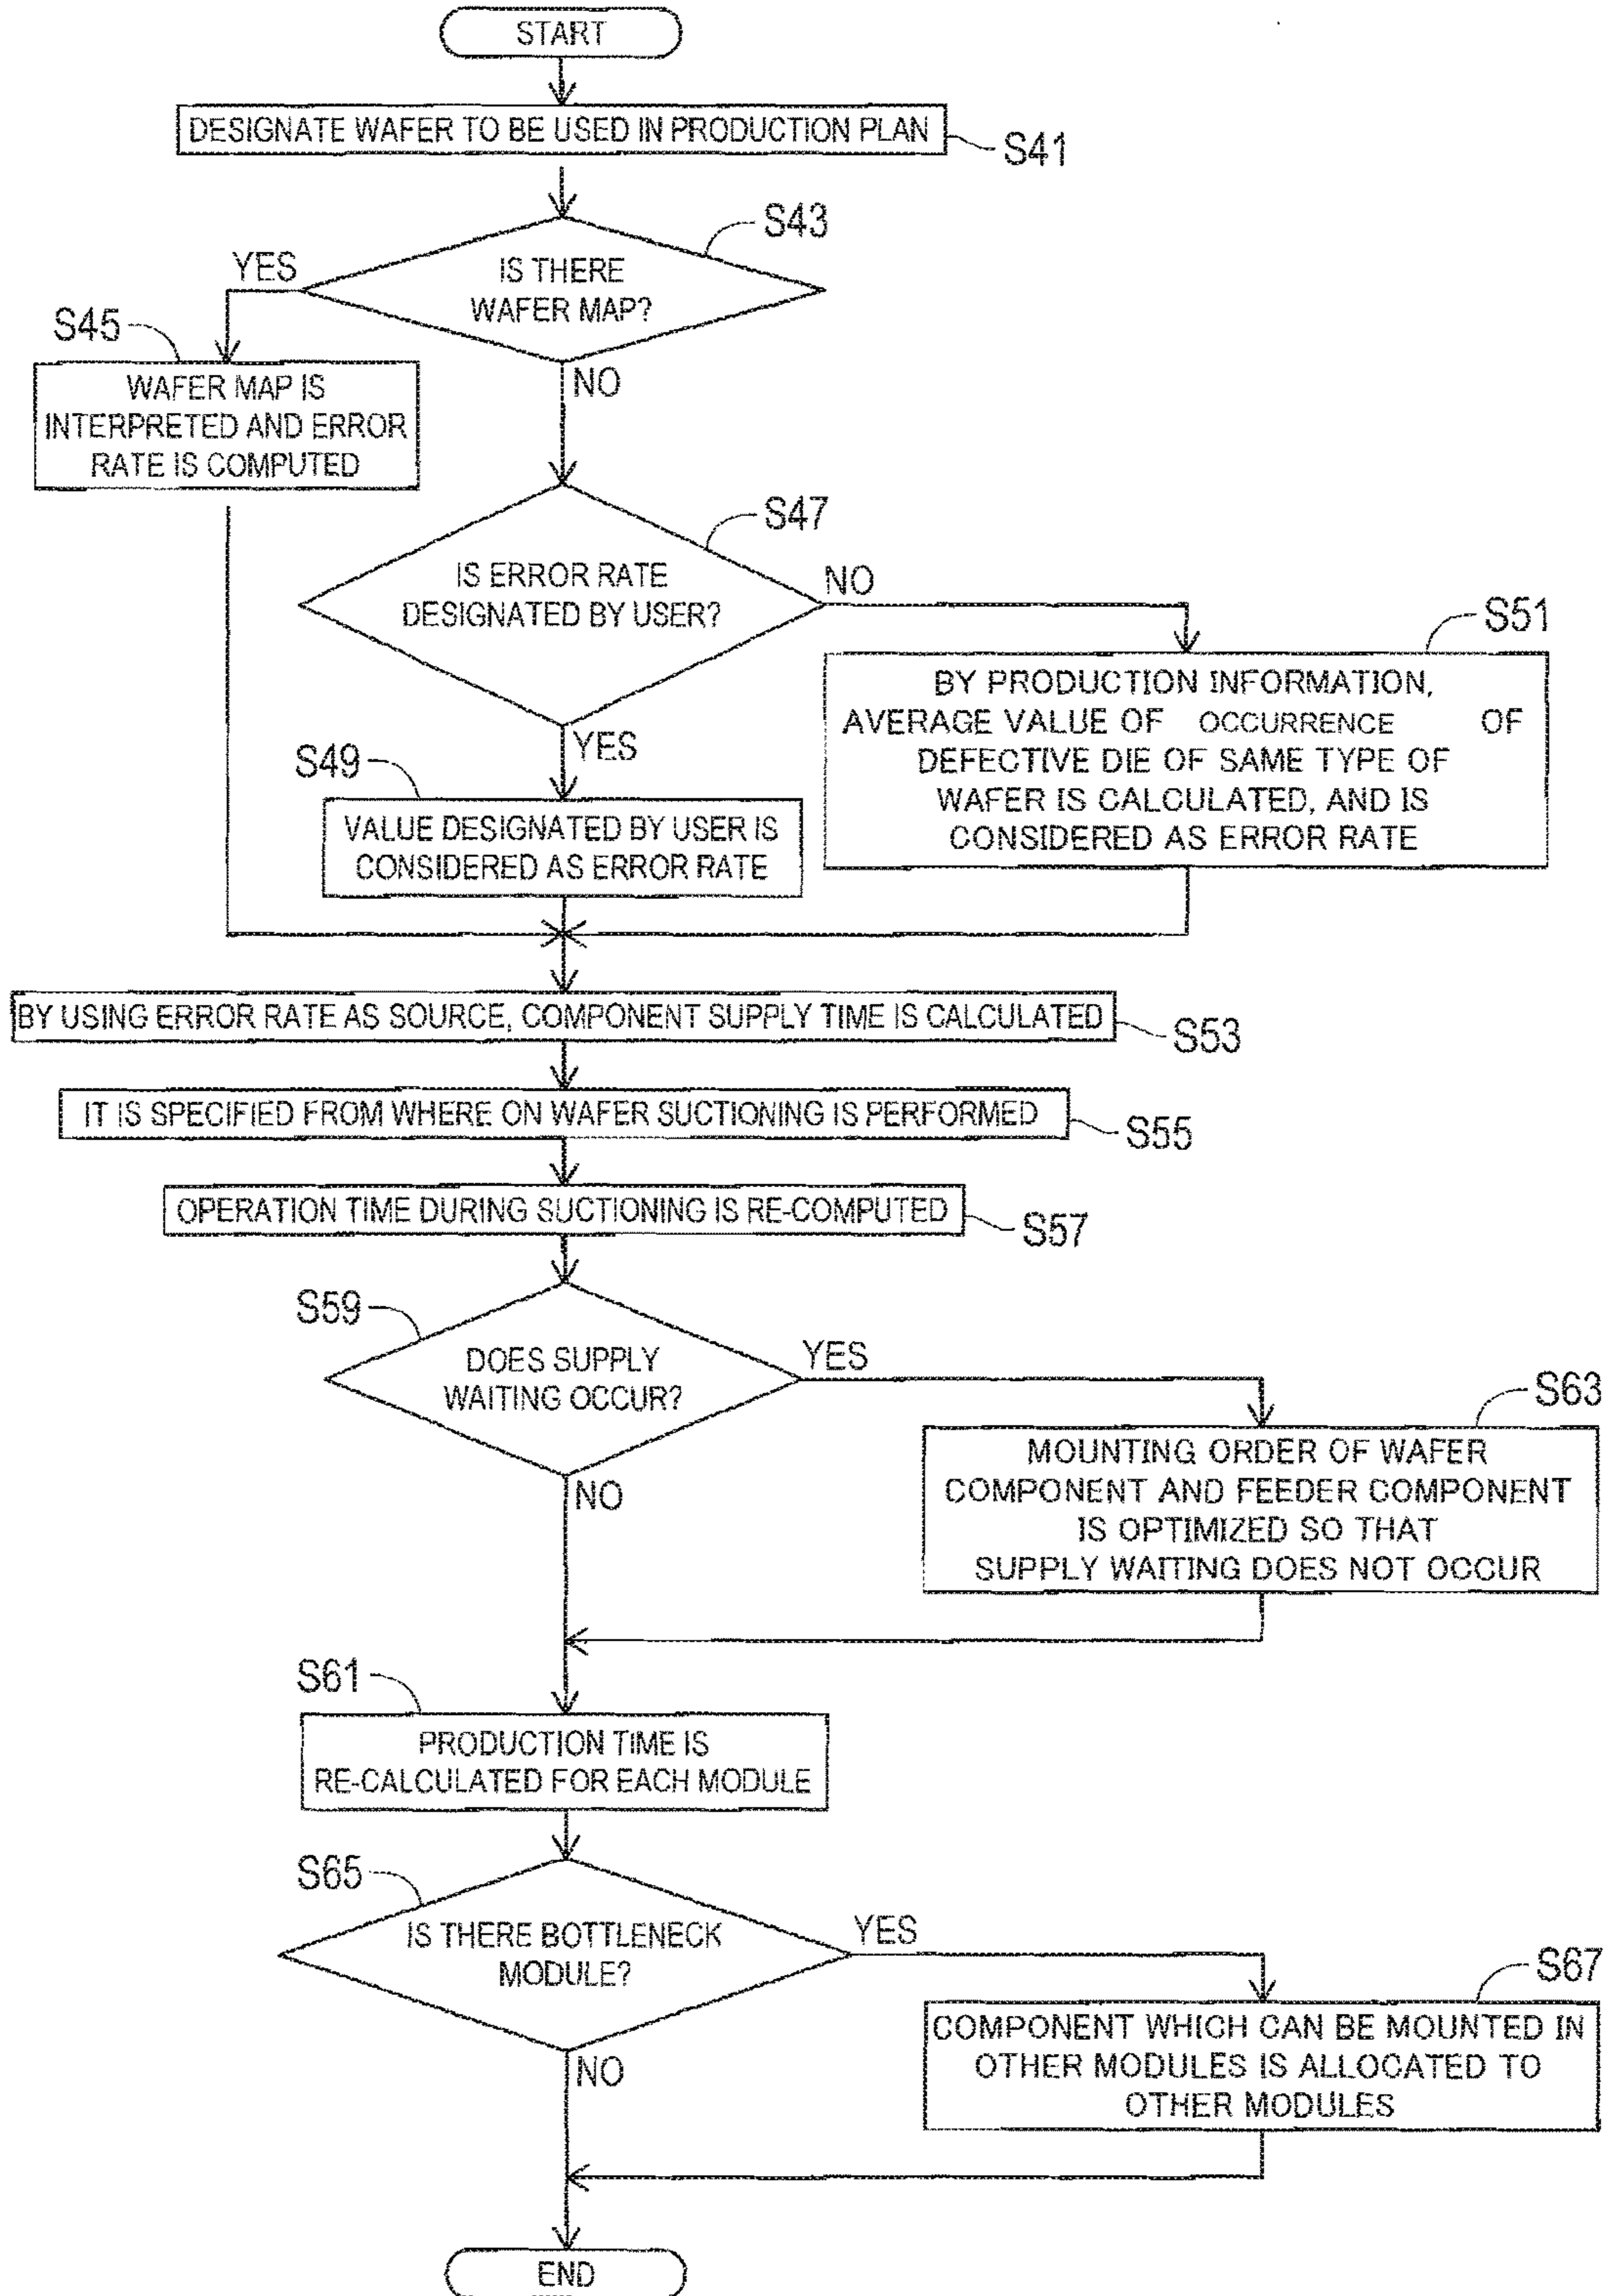 START
DESIGNATE WAFER TO BE USED IN PRODUCTION PLAN
S41
S43
IS THERE
WAFER MAP?
YES
NO
S45
WAFER MAP IS
INTERPRETED AND ERROR
RATE IS COMPUTED
S47
IS ERROR RATE
DESIGNATED BY USER?
NO
YES
S51
BY PRODUCTION INFORMATION,
AVERAGE VALUE OF OCCURRENCE OF
DEFECTIVE DIE OF SAME TYPE OF
WAFER IS CALCULATED, AND IS
CONSIDERED AS ERROR RATE
S49
VALUE DESIGNATED BY USER IS
CONSIDERED AS ERROR RATE
BY USING ERROR RATE AS SOURCE, COMPONENT SUPPLY TIME IS CALCULATED
S53
IT IS SPECIFIED FROM WHERE ON WAFER SUCTIONING IS PERFORMED
S55
OPERATION TIME DURING SUCTIONING IS RE-COMPUTED
S57
S59
DOES SUPPLY
WAITING OCCUR?
YES
NO
S63
MOUNTING ORDER OF WAFER
COMPONENT AND FEEDER COMPONENT
IS OPTIMIZED SO THAT
SUPPLY WAITING DOES NOT OCCUR
S61
PRODUCTION TIME IS
RE-CALCULATED FOR EACH MODULE
S65
IS THERE BOTTLENECK
MODULE?
YES
NO
S67
COMPONENT WHICH CAN BE MOUNTED IN
OTHER MODULES IS ALLOCATED TO
OTHER MODULES
END